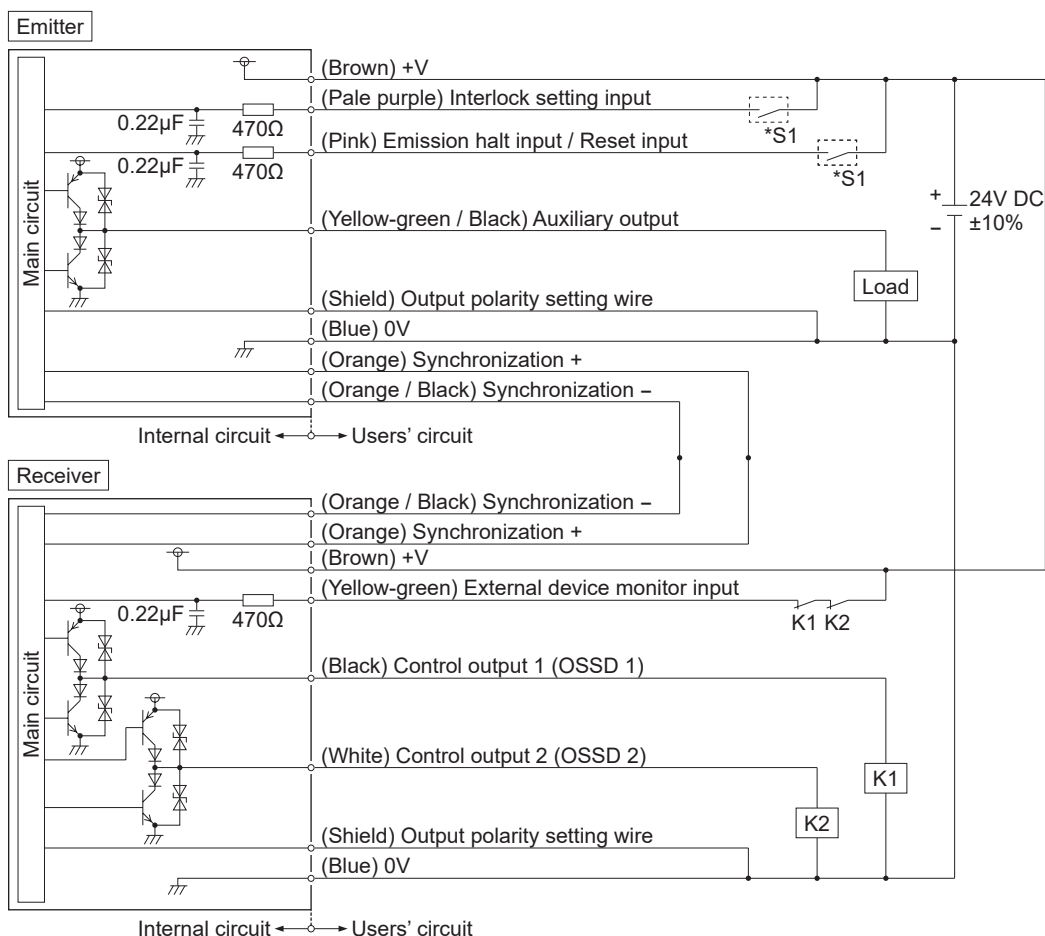 Emitter
(Brown) +V
(Pale purple) Interlock setting input
0.22µF
470Ω
*S1
(Pink) Emission halt input / Reset input
0.22µF
470Ω
*S1
Main circuit
(Yellow-green / Black) Auxiliary output
+
24V DC
−
±10%
Load
(Shield) Output polarity setting wire
(Blue) 0V
(Orange) Synchronization +
(Orange / Black) Synchronization −
Internal circuit
Users' circuit
Receiver
(Orange / Black) Synchronization −
(Orange) Synchronization +
(Brown) +V
(Yellow-green) External device monitor input
0.22µF
470Ω
K1 K2
Main circuit
(Black) Control output 1 (OSSD 1)
(White) Control output 2 (OSSD 2)
K1
K2
(Shield) Output polarity setting wire
(Blue) 0V
Internal circuit
Users' circuit